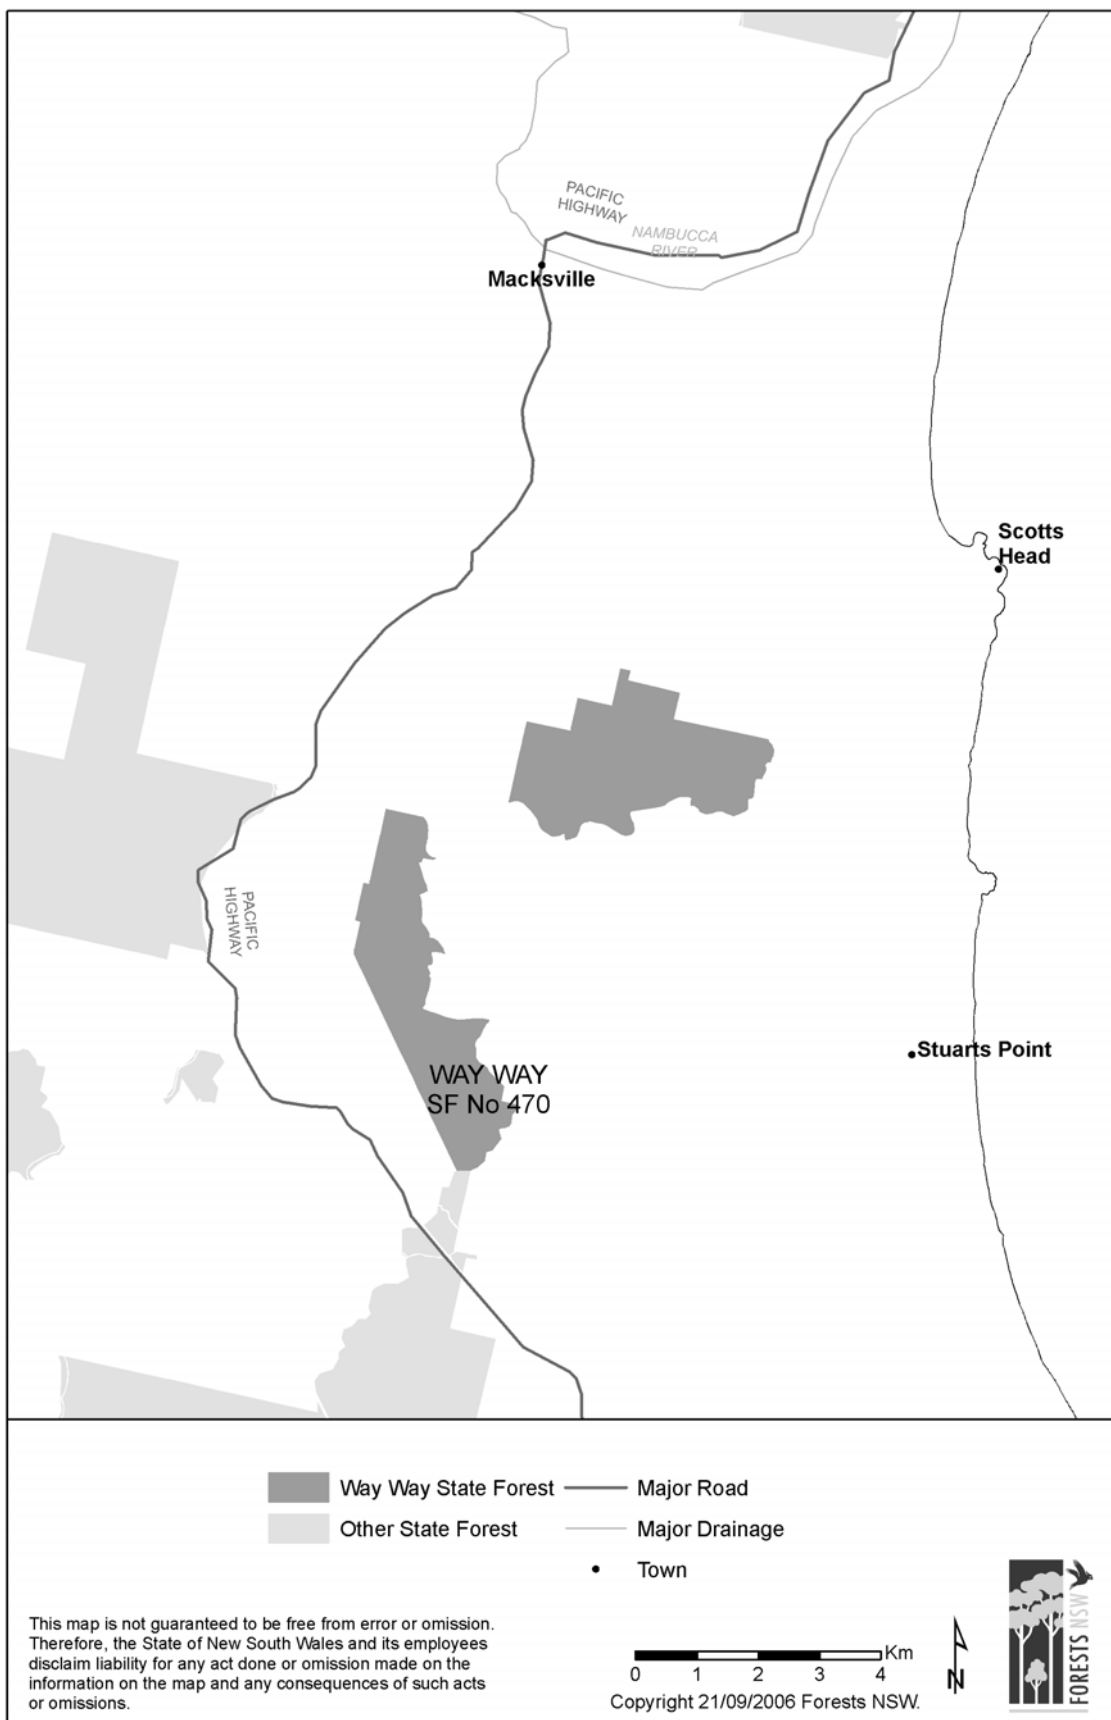 PACIFIC
HIGHWAY
NAMBUCCA
RIVER
Macksville
Scotts
Head
PACIFIC
HIGHWAY
Stuarts Point
WAY WAY
SF No 470
Way Way State Forest
Major Road
Other State Forest
Major Drainage
Town
This map is not guaranteed to be free from error or omission.
Therefore, the State of New South Wales and its employees
disclaim liability for any act done or omission made on the
information on the map and any consequences of such acts
or omissions.
Km
0 1 2 3 4
Copyright 21/09/2006 Forests NSW.
N
FORESTS NSW